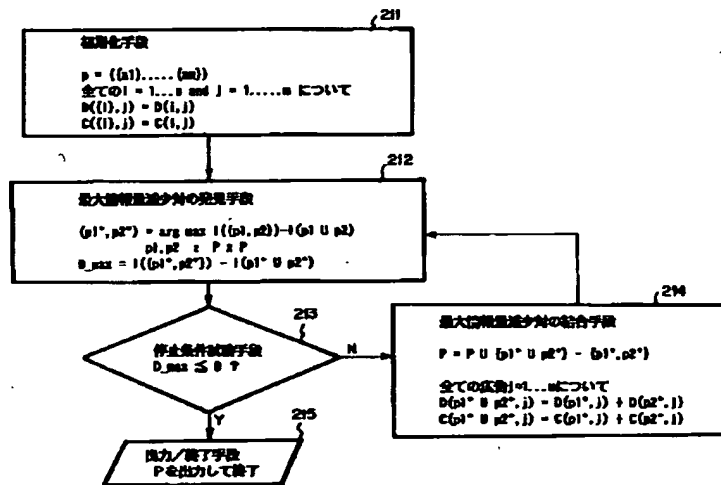 211
初期化手段
p = {{a1}.....{an}}
全てのi = 1...n and j = 1.....m について
D({i},j) = D(i,j)
C({i},j) = C(i,j)
212
最大情報量減少対の発見手段
(p1*,p2*) = arg max I({p1,p2})-I(p1 U p2)
p1,p2 : P x P
D_max = I({p1*,p2*}) - I(p1* U p2*)
213
停止条件試験手段
D_max ≦ 0 ?
N
Y
214
最大情報量減少対の結合手段
P = P U {p1* U p2*} - {p1*,p2*}
全ての広告j=1...mについて
D(p1* U p2*,j) = D(p1*,j) + D(p2*,j)
C(p1* U p2*,j) = C(p1*,j) + C(p2*,j)
215
出力/終了手段
Pを出力して終了